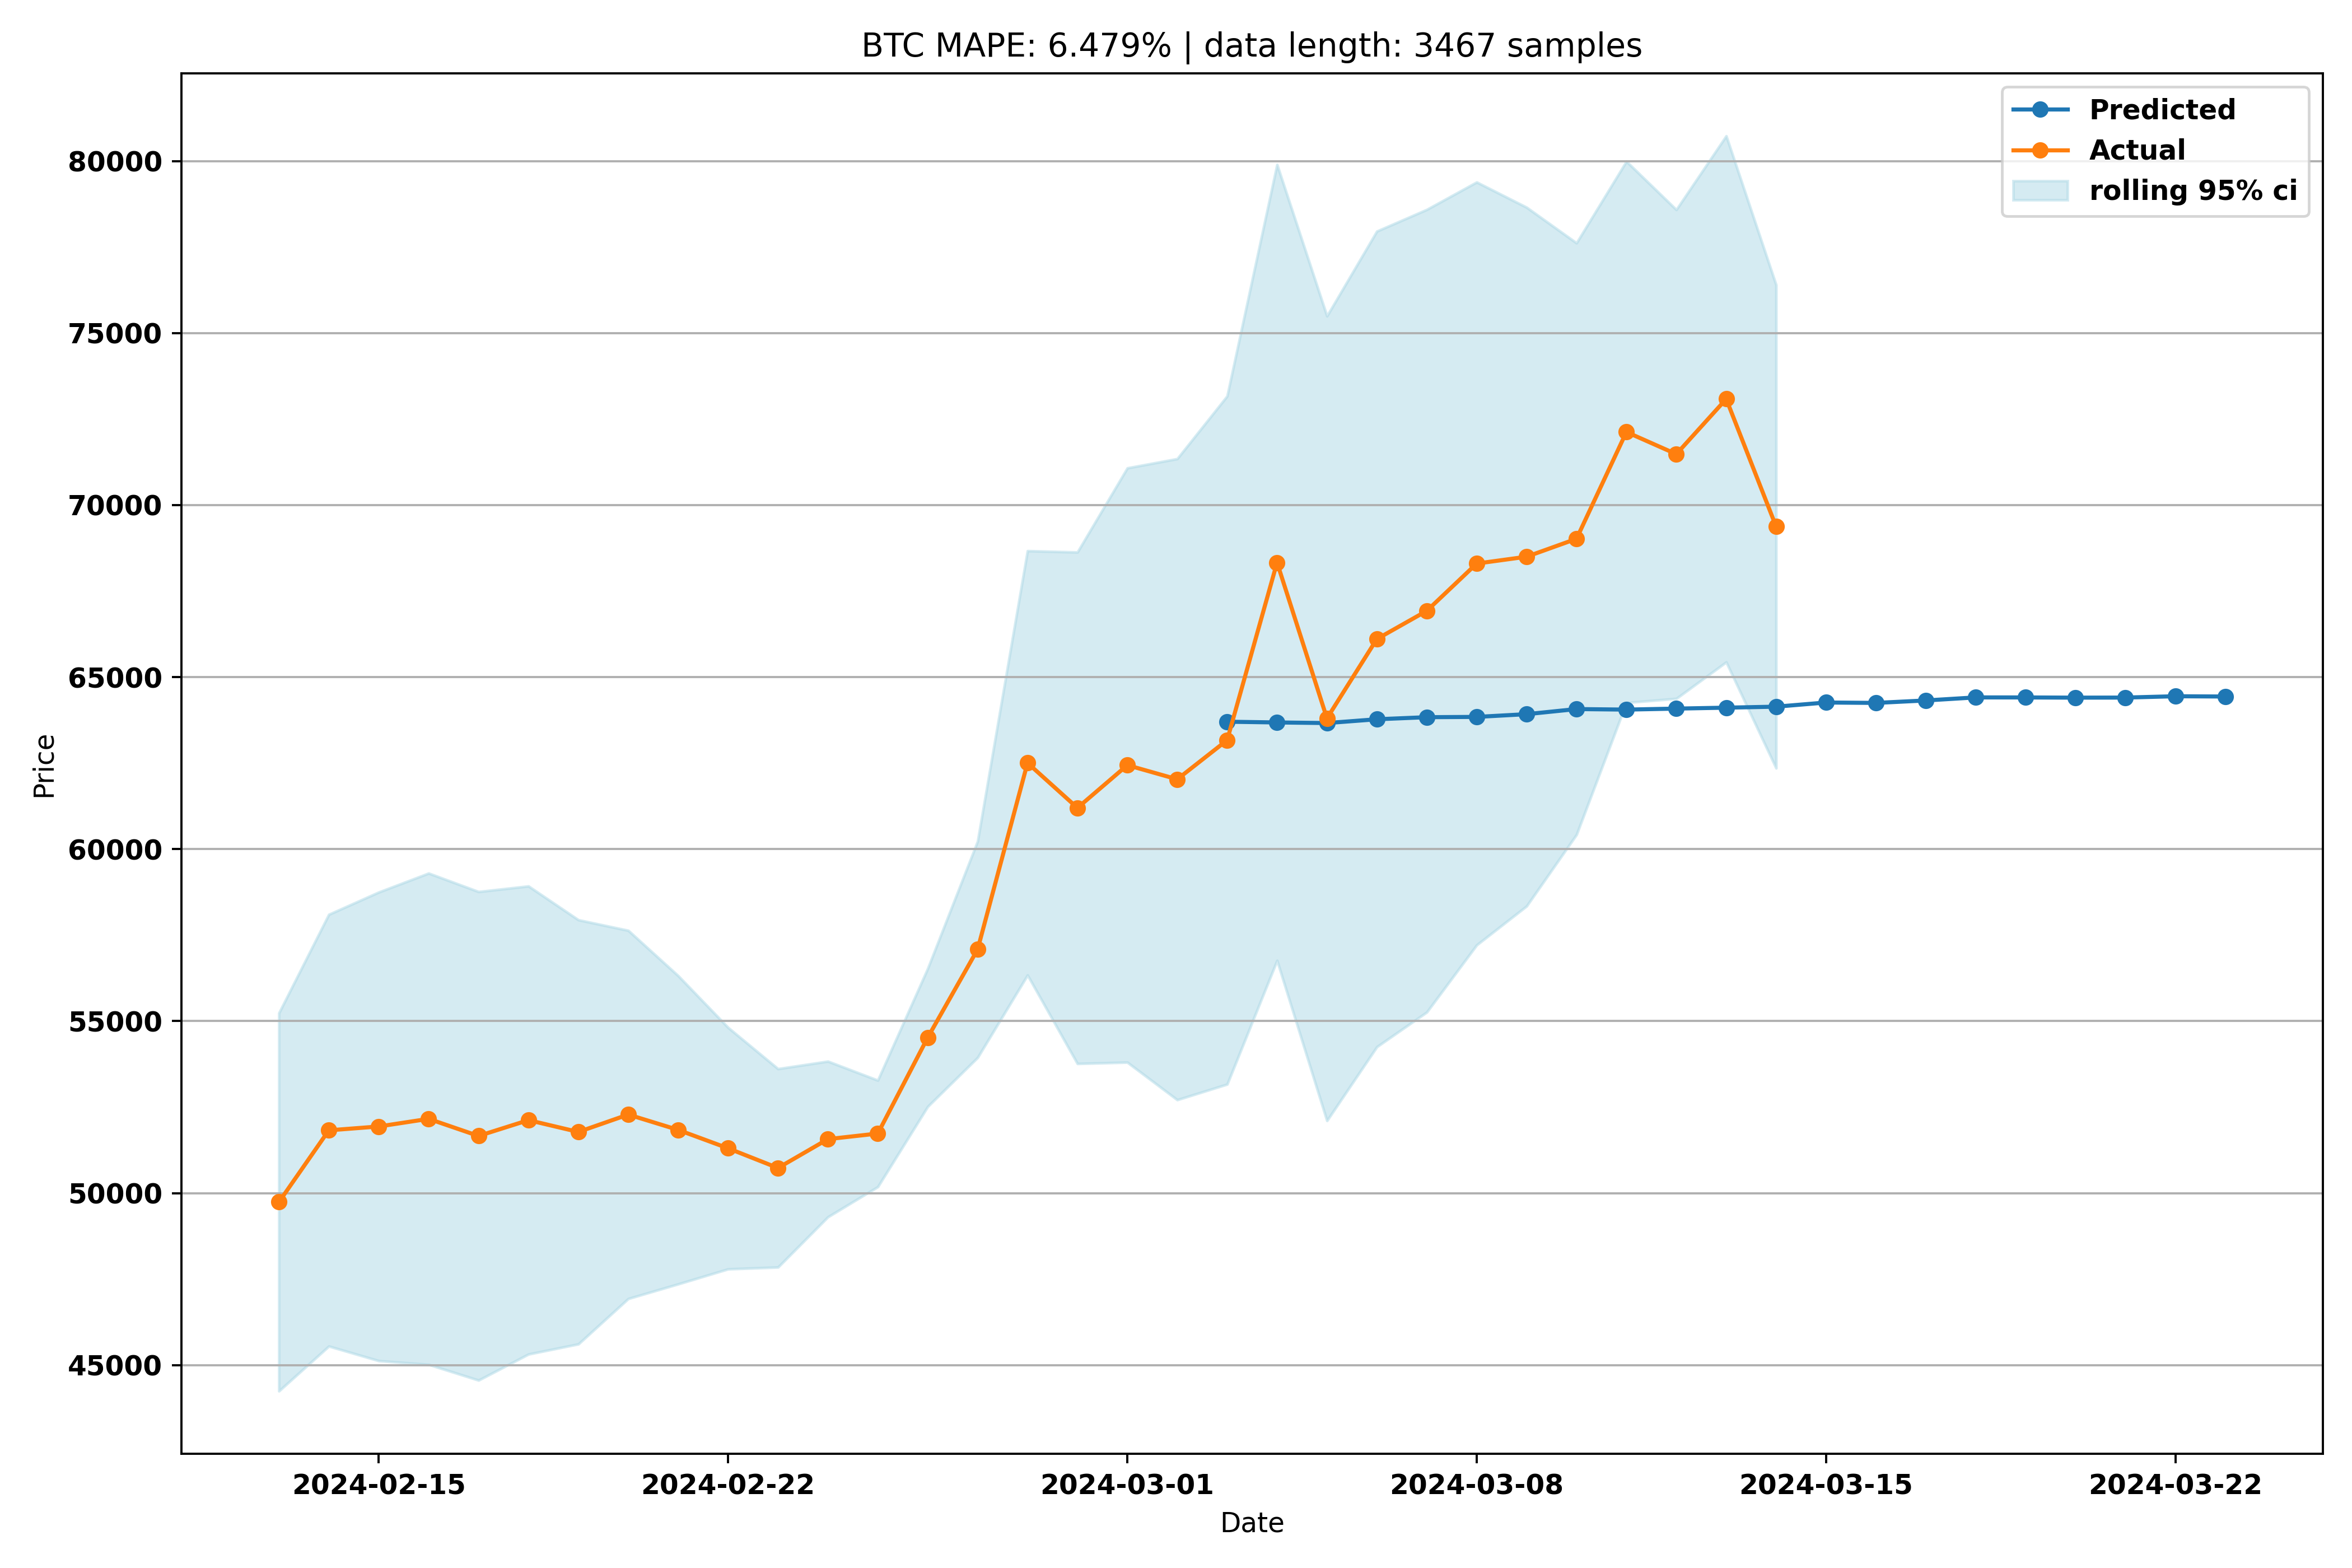 BTC MAPE: 6.479% | data length: 3467 samples
Predicted
Actual
rolling 95% ci
80000
75000
70000
65000
60000
55000
50000
45000
Price
2024-02-15 2024-02-22 2024-03-01 2024-03-08 2024-03-15 2024-03-22
Date